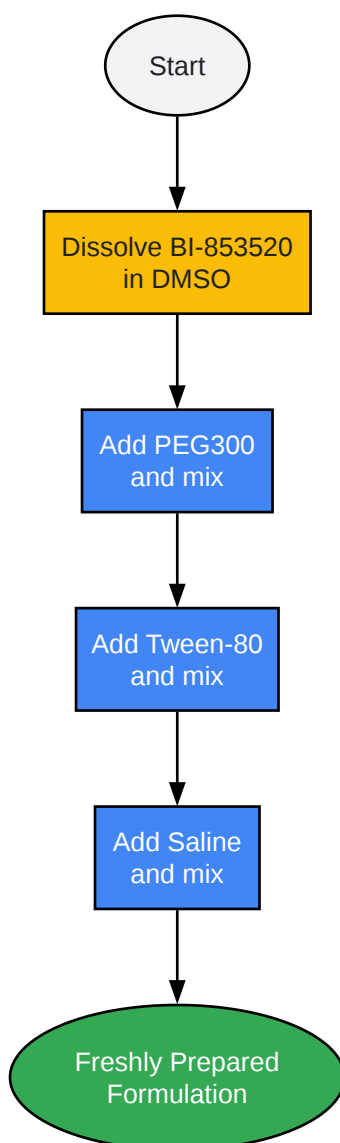 Start
Dissolve BI-853520
in DMSO
Add PEG300
and mix
Add Tween-80
and mix
Add Saline
and mix
Freshly Prepared
Formulation